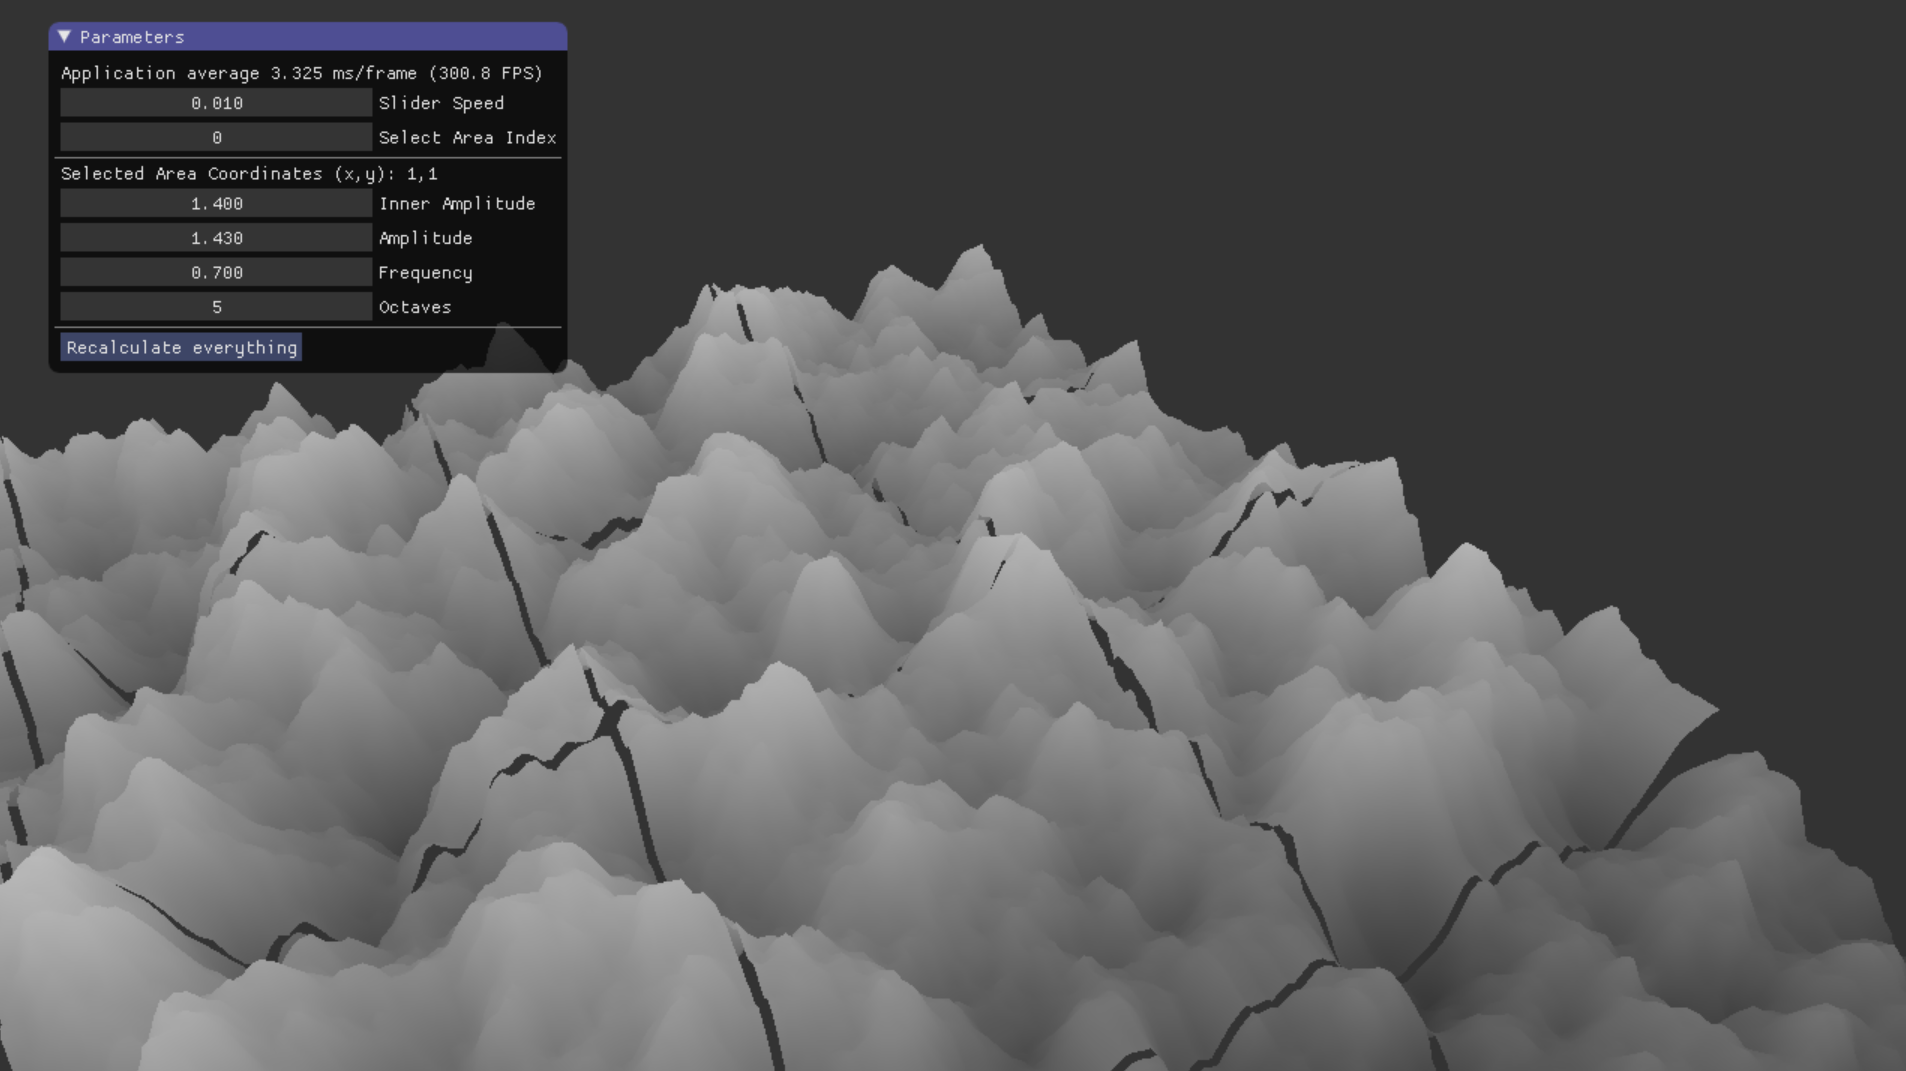 Parameters
Application average 3.325 ms/frame (300.8 FPS)
0.010 Slider Speed
0 Select Area Index
Selected Area Coordinates (x,y): 1,1
1.400 Inner Amplitude
1.430 Amplitude
0.700 Frequency
5 Octaves
Recalculate everything